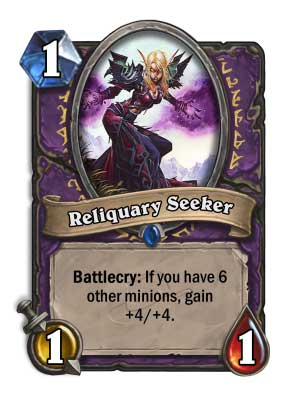 1
Reliquary Seeker
Battlecry: If you have 6
other minions, gain
+4/+4.
1
1